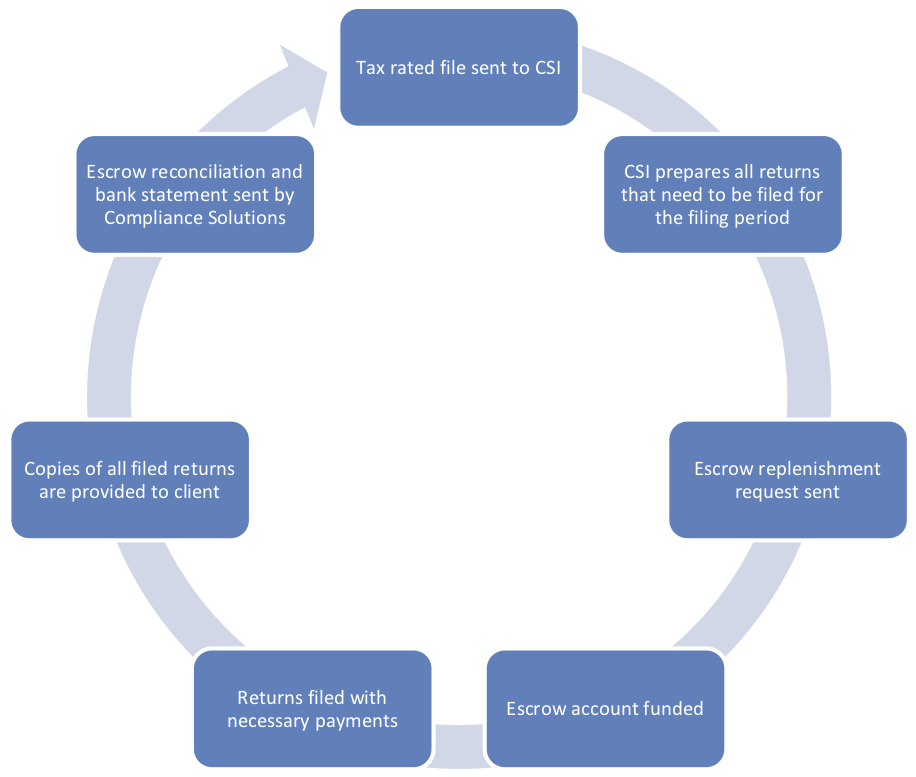 Tax rated file sent to CSI
CSI prepares all returns
that need to be filed for
the filing period
Escrow replenishment
request sent
Escrow account funded
Returns filed with
necessary payments
Copies of all filed returns
are provided to client
Escrow reconciliation and
bank statement sent by
Compliance Solutions